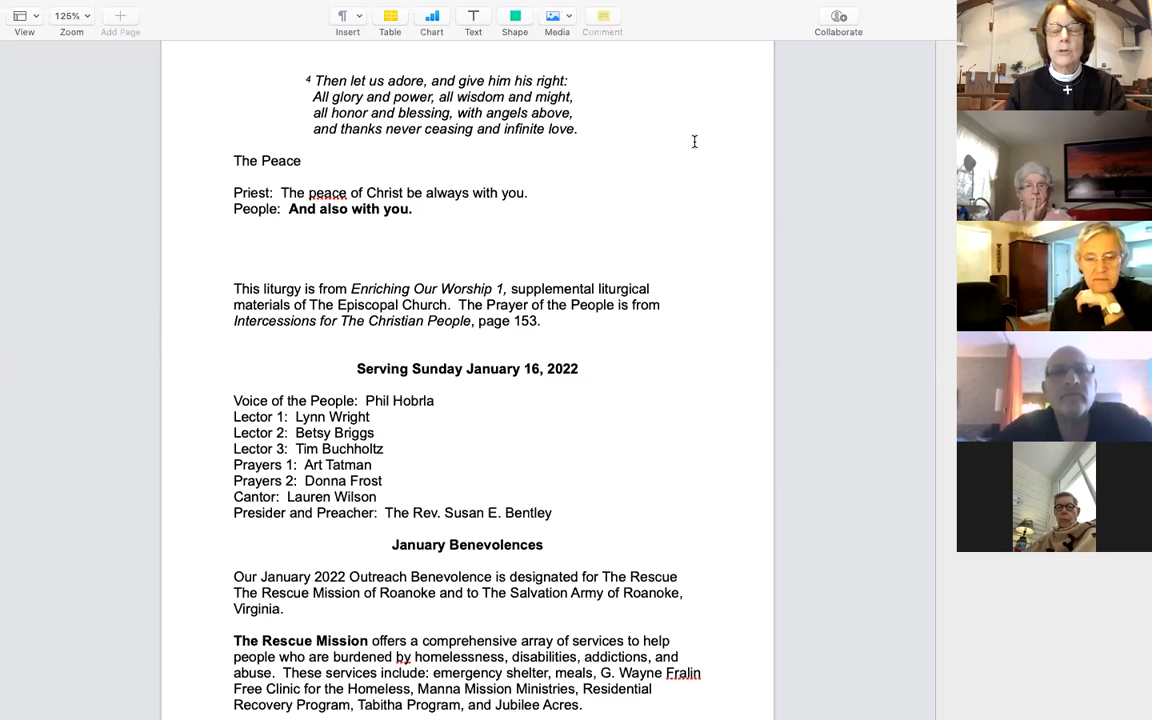 125%
View
Zoom
Add Page
Insert
Table
Chart
Text
Shape
Media
Comment
Collaborate
4 Then let us adore, and give him his right:
All glory and power, all wisdom and might,
all honor and blessing, with angels above,
and thanks never ceasing and infinite love.
The Peace
Priest:  The peace of Christ be always with you.
People:  And also with you.
This liturgy is from Enriching Our Worship 1, supplemental liturgical
materials of The Episcopal Church.  The Prayer of the People is from
Intercessions for The Christian People, page 153.
Serving Sunday January 16, 2022
Voice of the People:  Phil Hobrla
Lector 1:  Lynn Wright
Lector 2:  Betsy Briggs
Lector 3:  Tim Buchholtz
Prayers 1:  Art Tatman
Prayers 2:  Donna Frost
Cantor:  Lauren Wilson
Presider and Preacher:  The Rev. Susan E. Bentley
January Benevolences
Our January 2022 Outreach Benevolence is designated for The Rescue
The Rescue Mission of Roanoke and to The Salvation Army of Roanoke,
Virginia.
The Rescue Mission offers a comprehensive array of services to help
people who are burdened by homelessness, disabilities, addictions, and
abuse.  These services include: emergency shelter, meals, G. Wayne Fralin
Free Clinic for the Homeless, Manna Mission Ministries, Residential
Recovery Program, Tabitha Program, and Jubilee Acres.